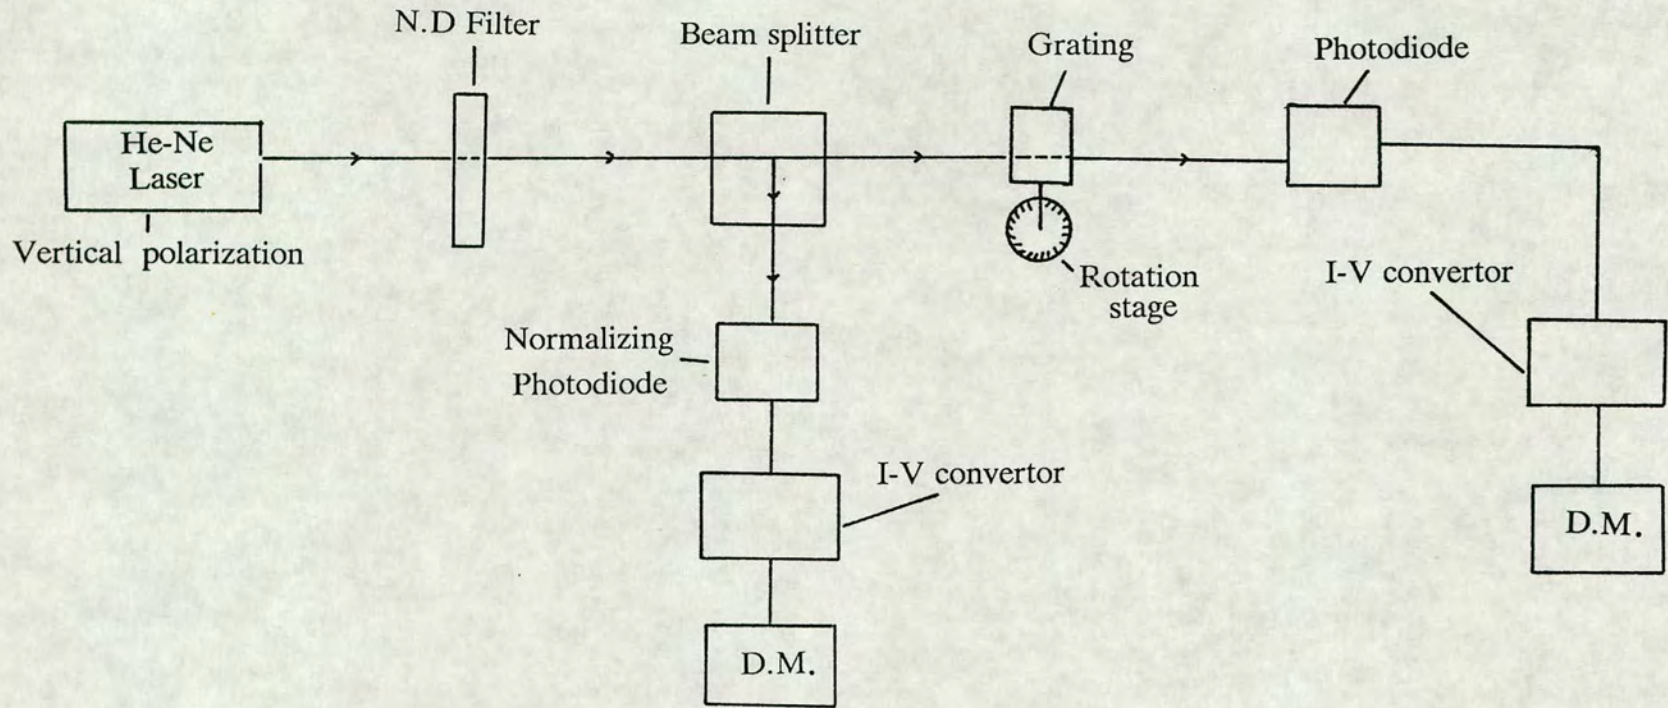 N.D Filter
Beam splitter
Grating
Photodiode
He-Ne
Laser
Vertical polarization
Rotation
stage
I-V convertor
Normalizing
Photodiode
I-V convertor
D.M.
D.M.